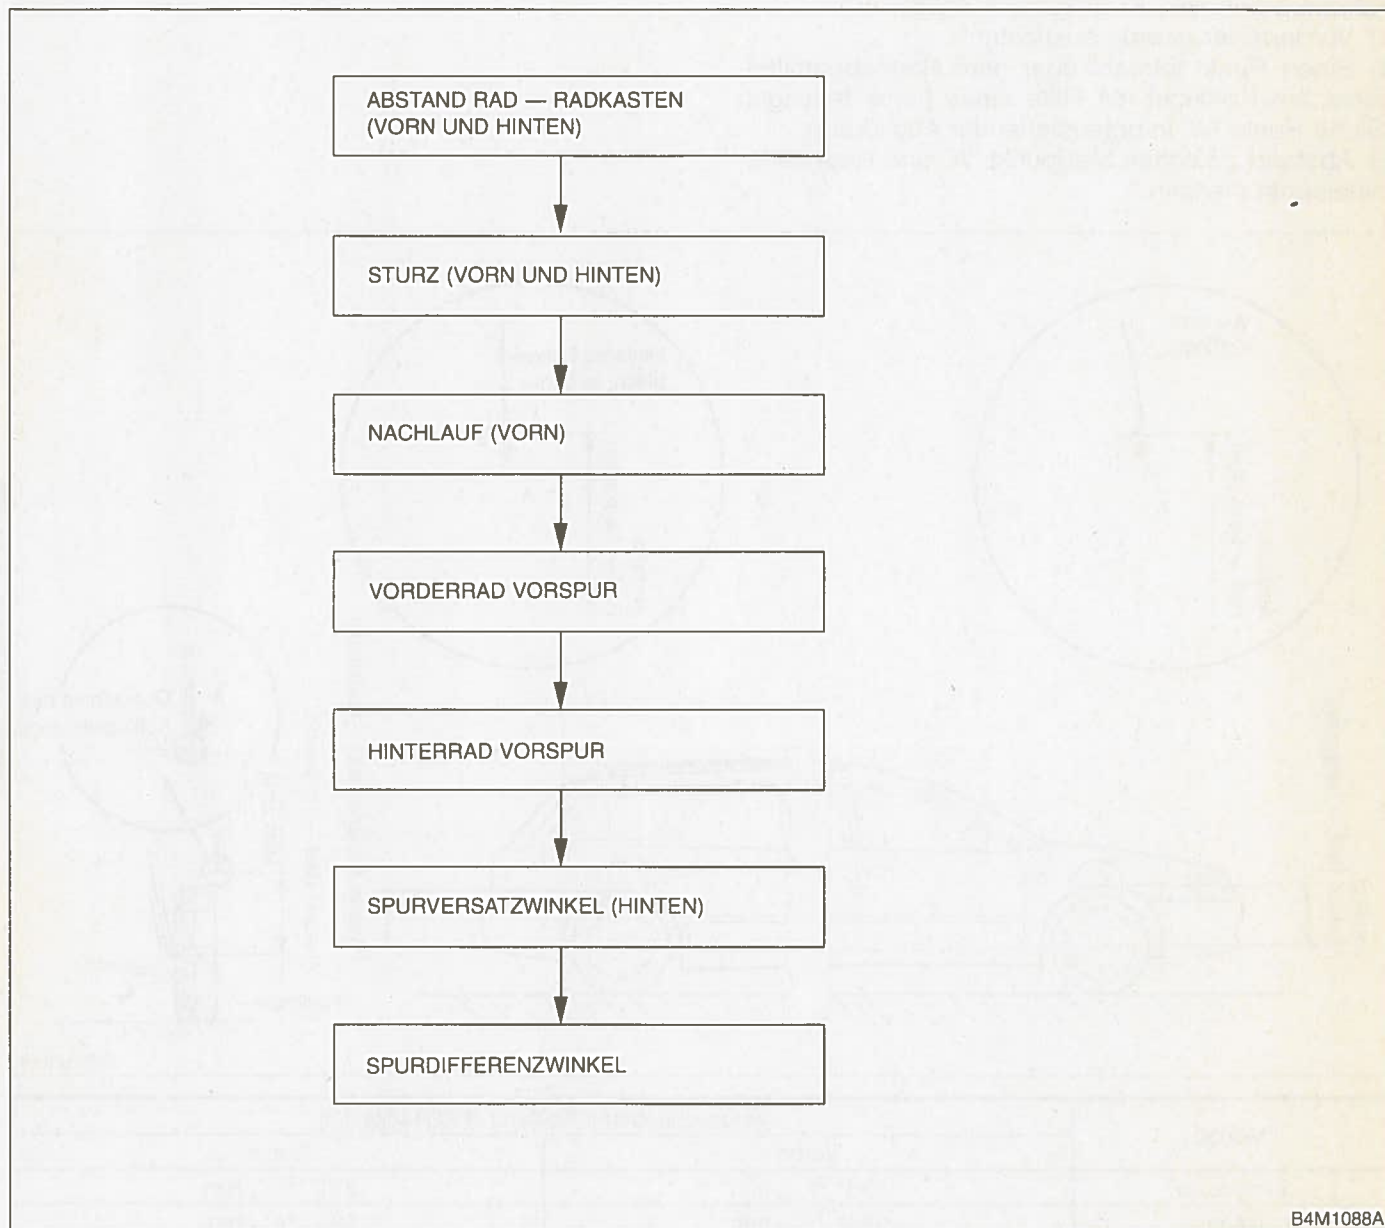 ABSTAND RAD — RADKASTEN
(VORN UND HINTEN)
STURZ (VORN UND HINTEN)
NACHLAUF (VORN)
VORDERRAD VORSPUR
HINTERRAD VORSPUR
SPURVERSATZWINKEL (HINTEN)
SPURDIFFERENZWINKEL
B4M1088A